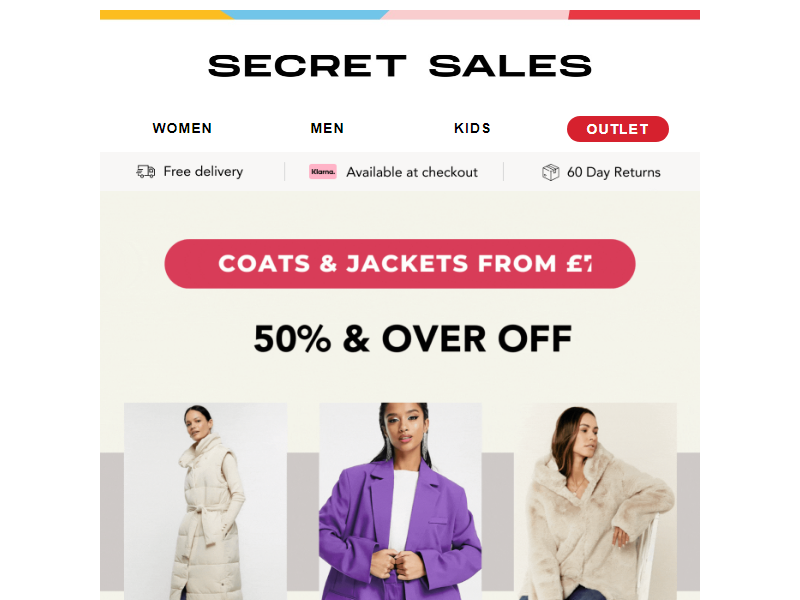 SECRET SALES
WOMEN MEN KIDS OUTLET
Free delivery Klarna. Available at checkout 60 Day Returns
COATS & JACKETS FROM
50% & OVER OFF